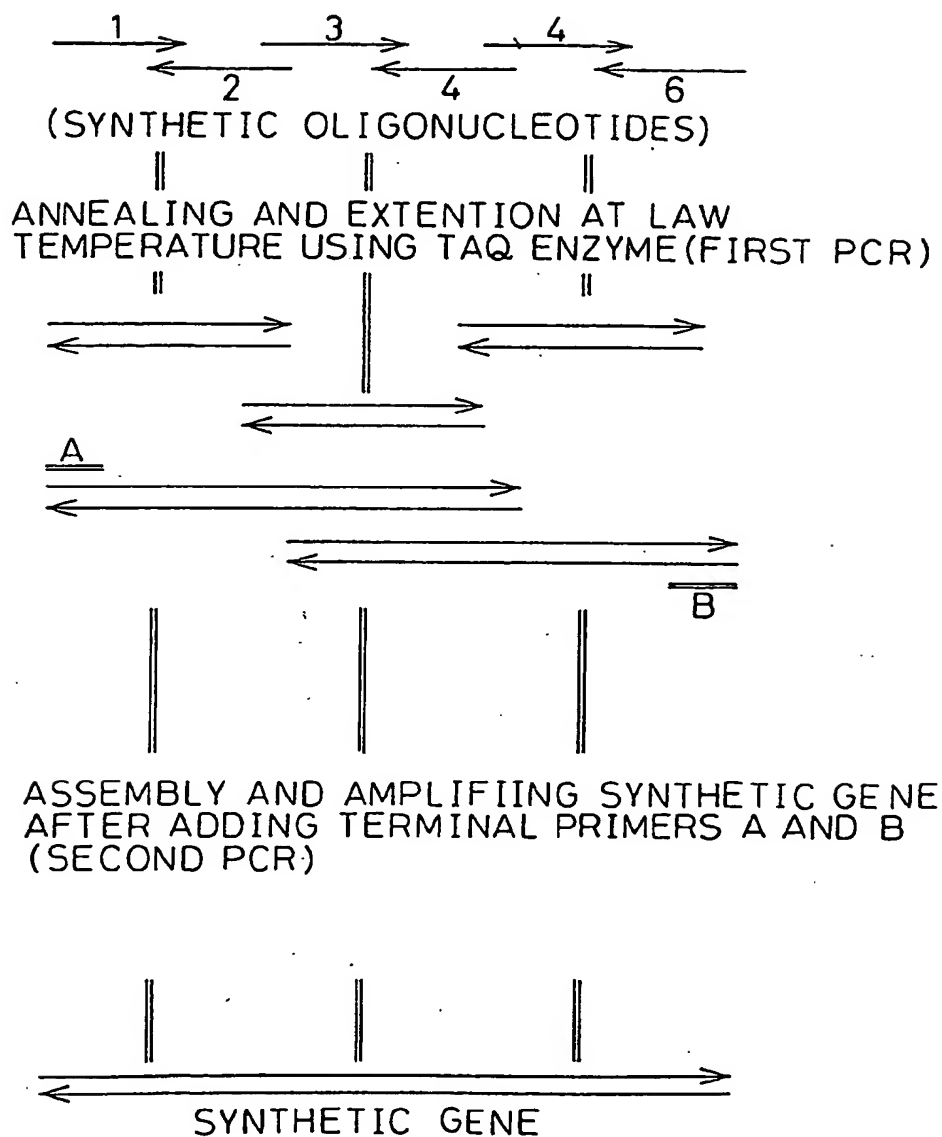 1 3 4
2 4 6
(SYNTHETIC OLIGONUCLEOTIDES)
ANNEALING AND EXTENTION AT LAW
TEMPERATURE USING TAQ ENZYME(FIRST PCR)
A
B
ASSEMBLY AND AMPLIFIING SYNTHETIC GENE
AFTER ADDING TERMINAL PRIMERS A AND B
(SECOND PCR)
SYNTHETIC GENE